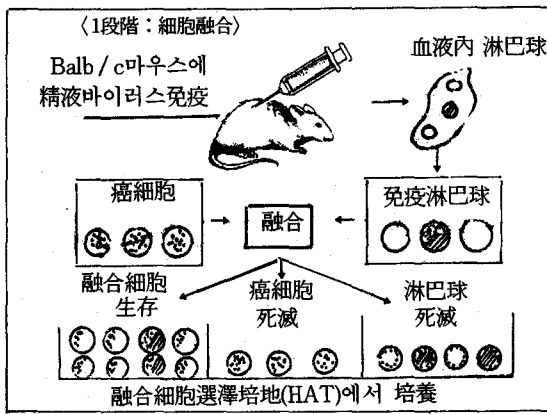 〈1段階：細胞融合〉
Balb / c마우스에
精液바이러스免疫
血液內 淋巴球
癌細胞
融合
免疫淋巴球
融合細胞
生存
癌細胞
死滅
淋巴球
死滅
融合細胞選澤培地(HAT)에서 培養